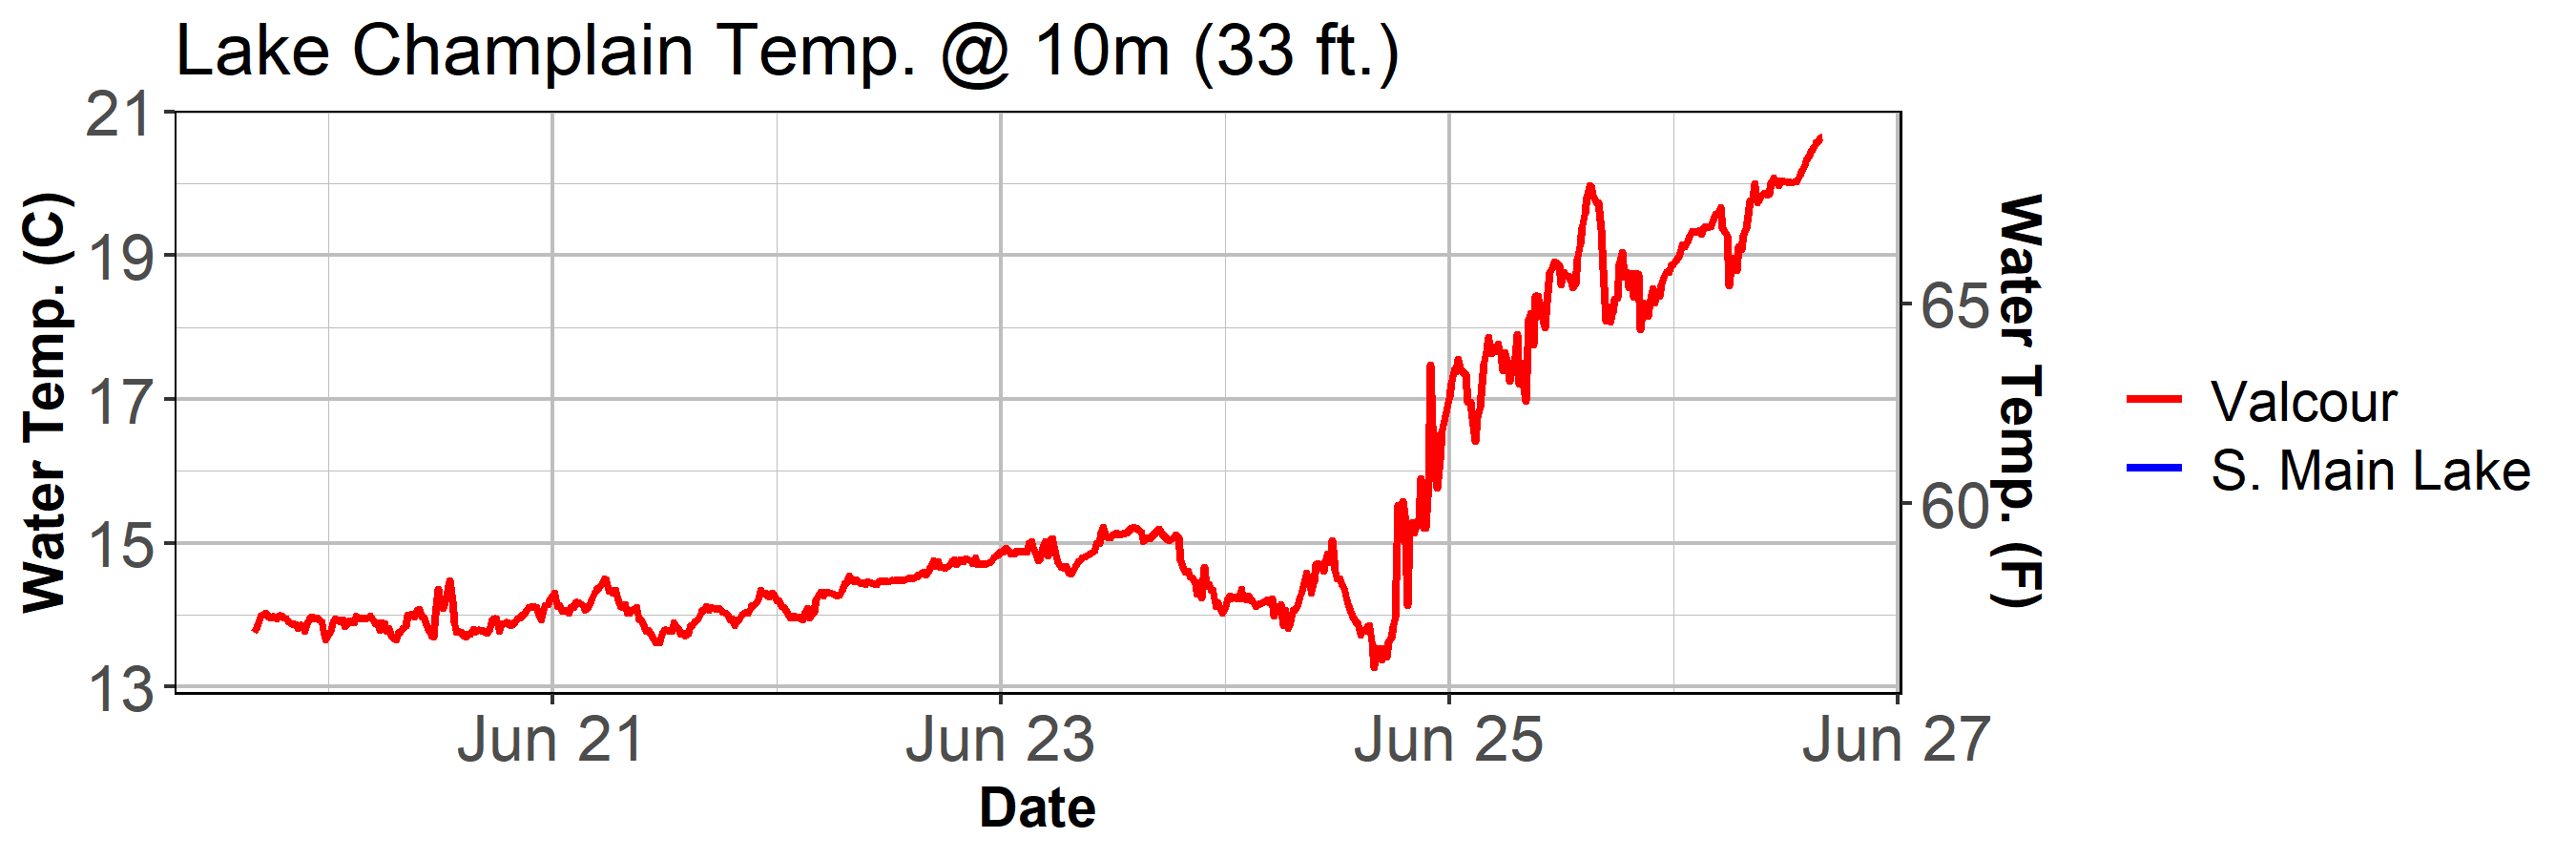 Lake Champlain Temp. @ 10m (33 ft.)
Water Temp. (C)
21
19
17
15
13
Jun 21
Jun 23
Jun 25
Jun 27
Date
65
60
Water Temp. (F)
Valcour
S. Main Lake